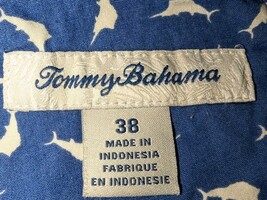 Tommy Bahama
38
MADE IN
INDONESIA
FABRIQUE
EN INDONESIE